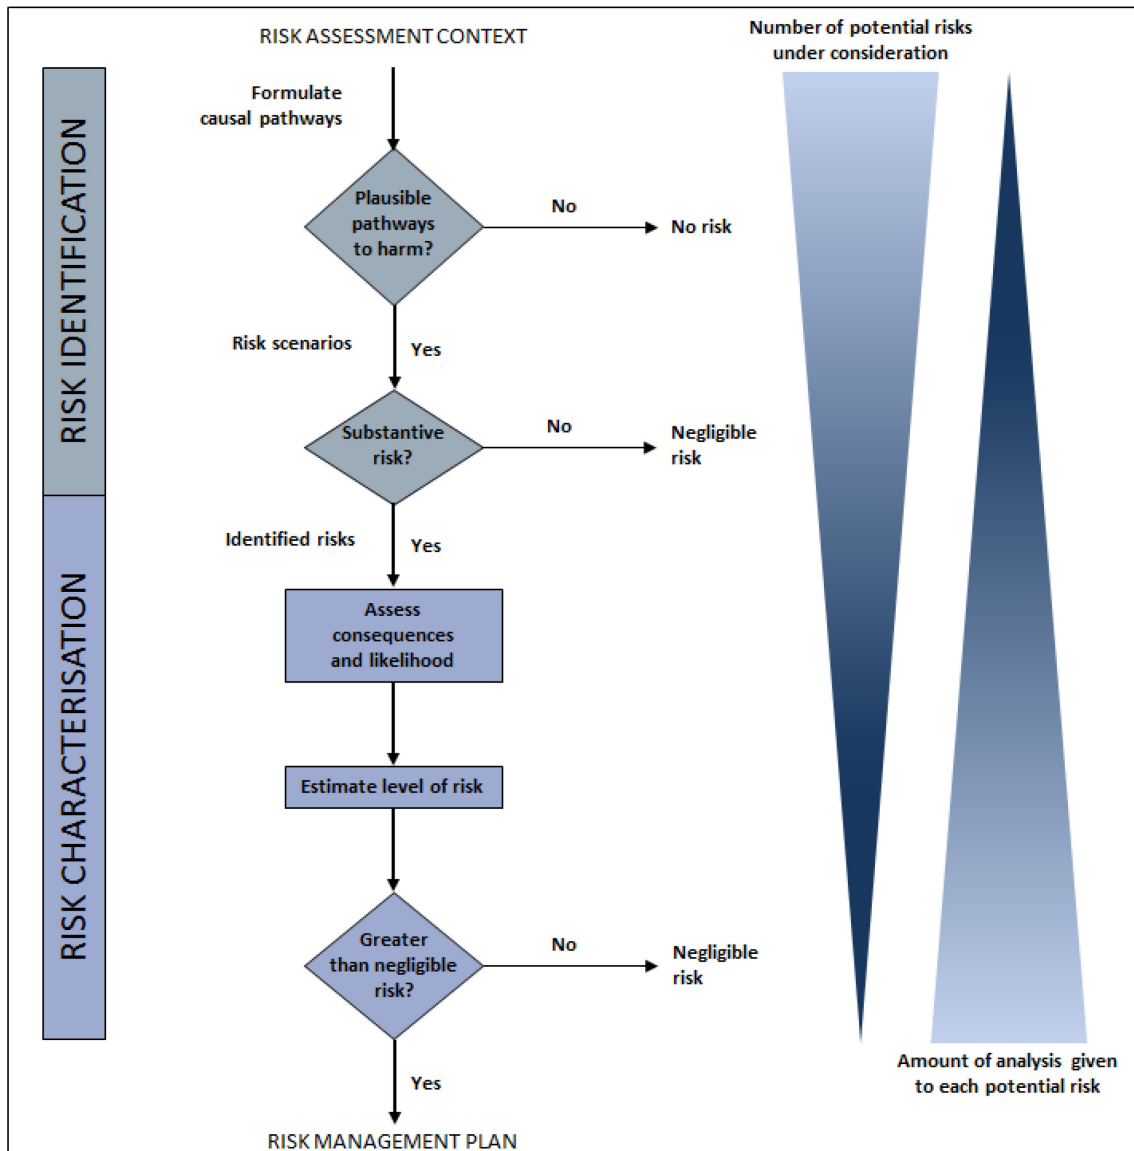 RISK ASSESSMENT CONTEXT
Number of potential risks
under consideration
RISK IDENTIFICATION
Formulate
causal pathways
Plausible
pathways
to harm?
No
No risk
Risk scenarios
Yes
Substantive
risk?
No
Negligible
risk
RISK CHARACTERISATION
Identified risks
Yes
Assess
consequences
and likelihood
Estimate level of risk
Greater
than negligible
risk?
No
Negligible
risk
Yes
Amount of analysis given
to each potential risk
RISK MANAGEMENT PLAN